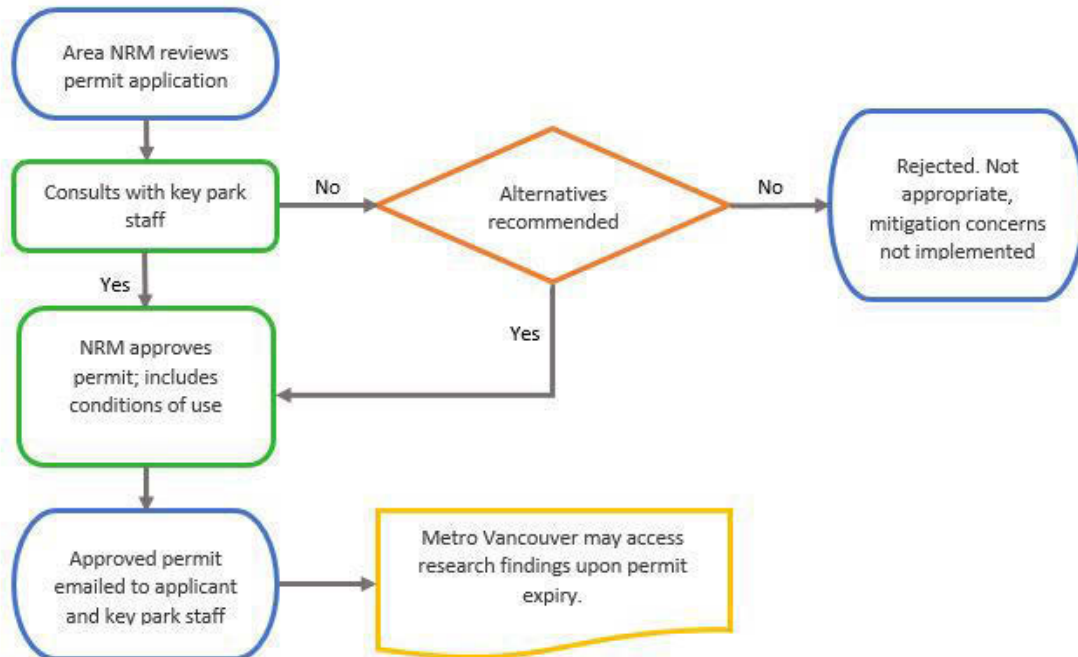 Area NRM reviews
permit application
Consults with key park
staff
No
Alternatives
recommended
No
Rejected. Not
appropriate,
mitigation concerns
not implemented
Yes
Yes
NRM approves
permit; includes
conditions of use
Approved permit
emailed to applicant
and key park staff
Metro Vancouver may access
research findings upon permit
expiry.